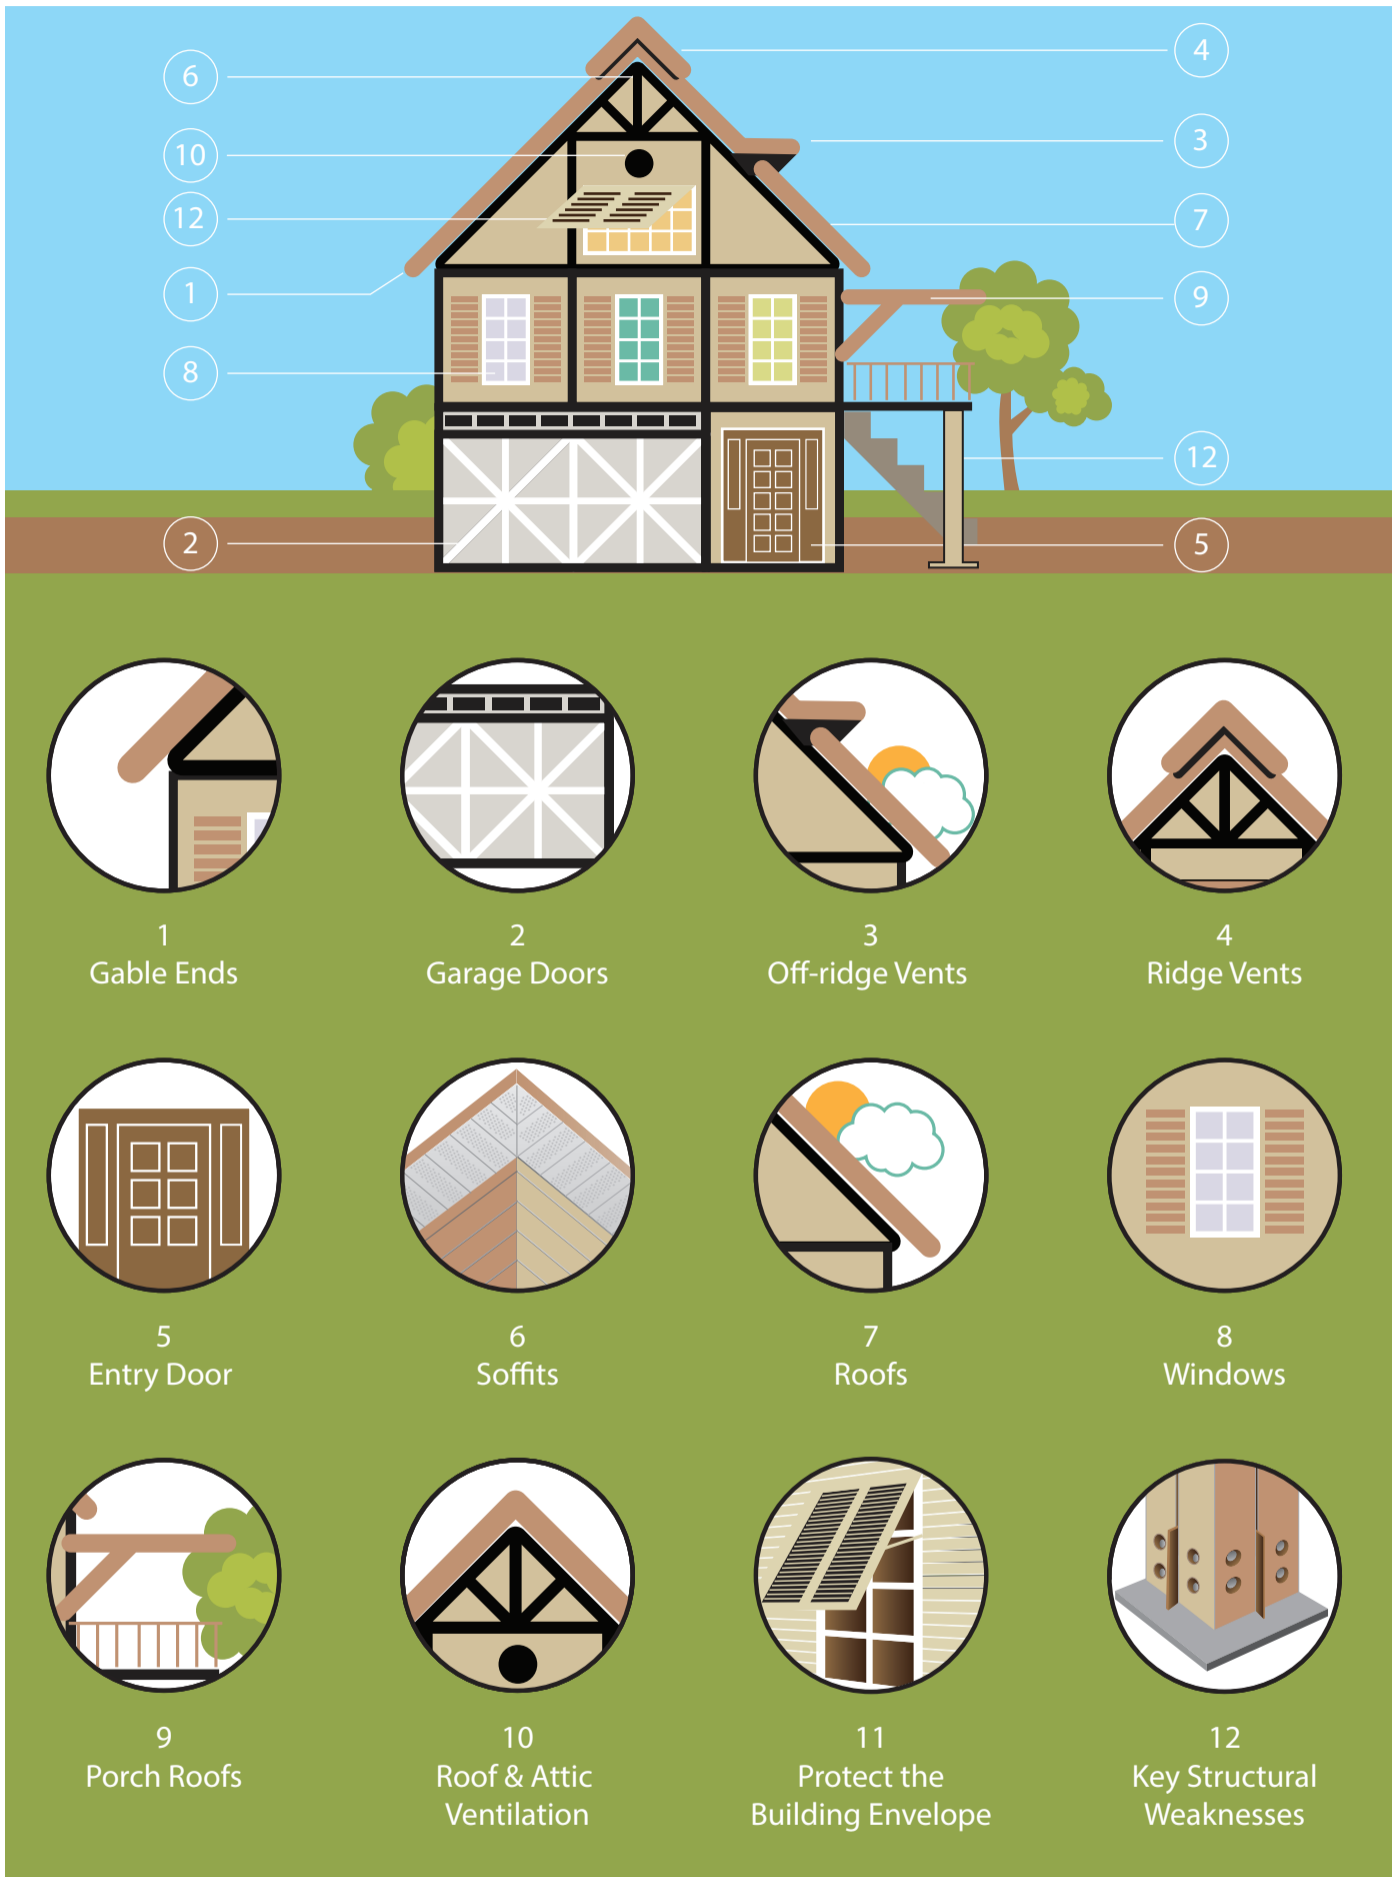 6
4
10
3
12
7
1
9
8
12
2
5
1
Gable Ends
2
Garage Doors
3
Off-ridge Vents
4
Ridge Vents
5
Entry Door
6
Soffits
7
Roofs
8
Windows
9
Porch Roofs
10
Roof & Attic
Ventilation
11
Protect the
Building Envelope
12
Key Structural
Weaknesses